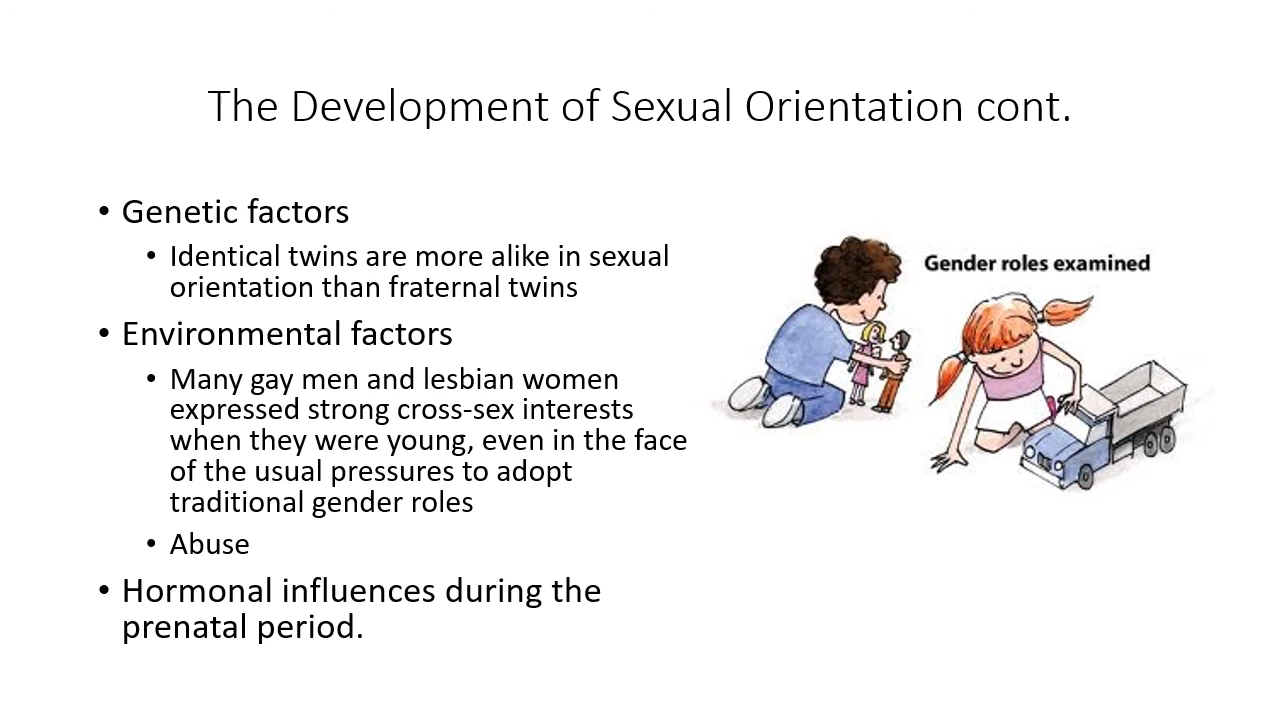 The Development of Sexual Orientation cont.
• Genetic factors
• Identical twins are more alike in sexual
orientation than fraternal twins
• Environmental factors
• Many gay men and lesbian women
expressed strong cross-sex interests
when they were young, even in the face
of the usual pressures to adopt
traditional gender roles
• Abuse
• Hormonal influences during the
prenatal period.
Gender roles examined